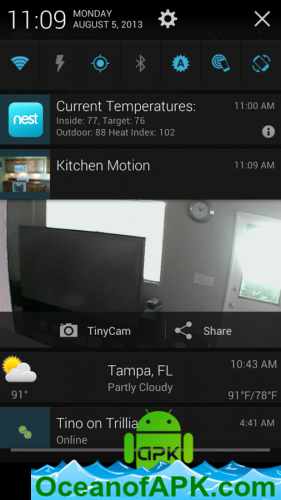 11:09 MONDAY
AUGUST 5, 2013
nest
Current Temperatures: 11:00 AM
Inside: 77, Target: 76
Outdoor: 88 Heat Index: 102
Kitchen Motion 11:09 AM
TinyCam Share
Tampa, FL 10:43 AM
Partly Cloudy
91° 91°F/78°F
Tino on Trillia 4:41 AM
Online
APK
OceanofAPK.com